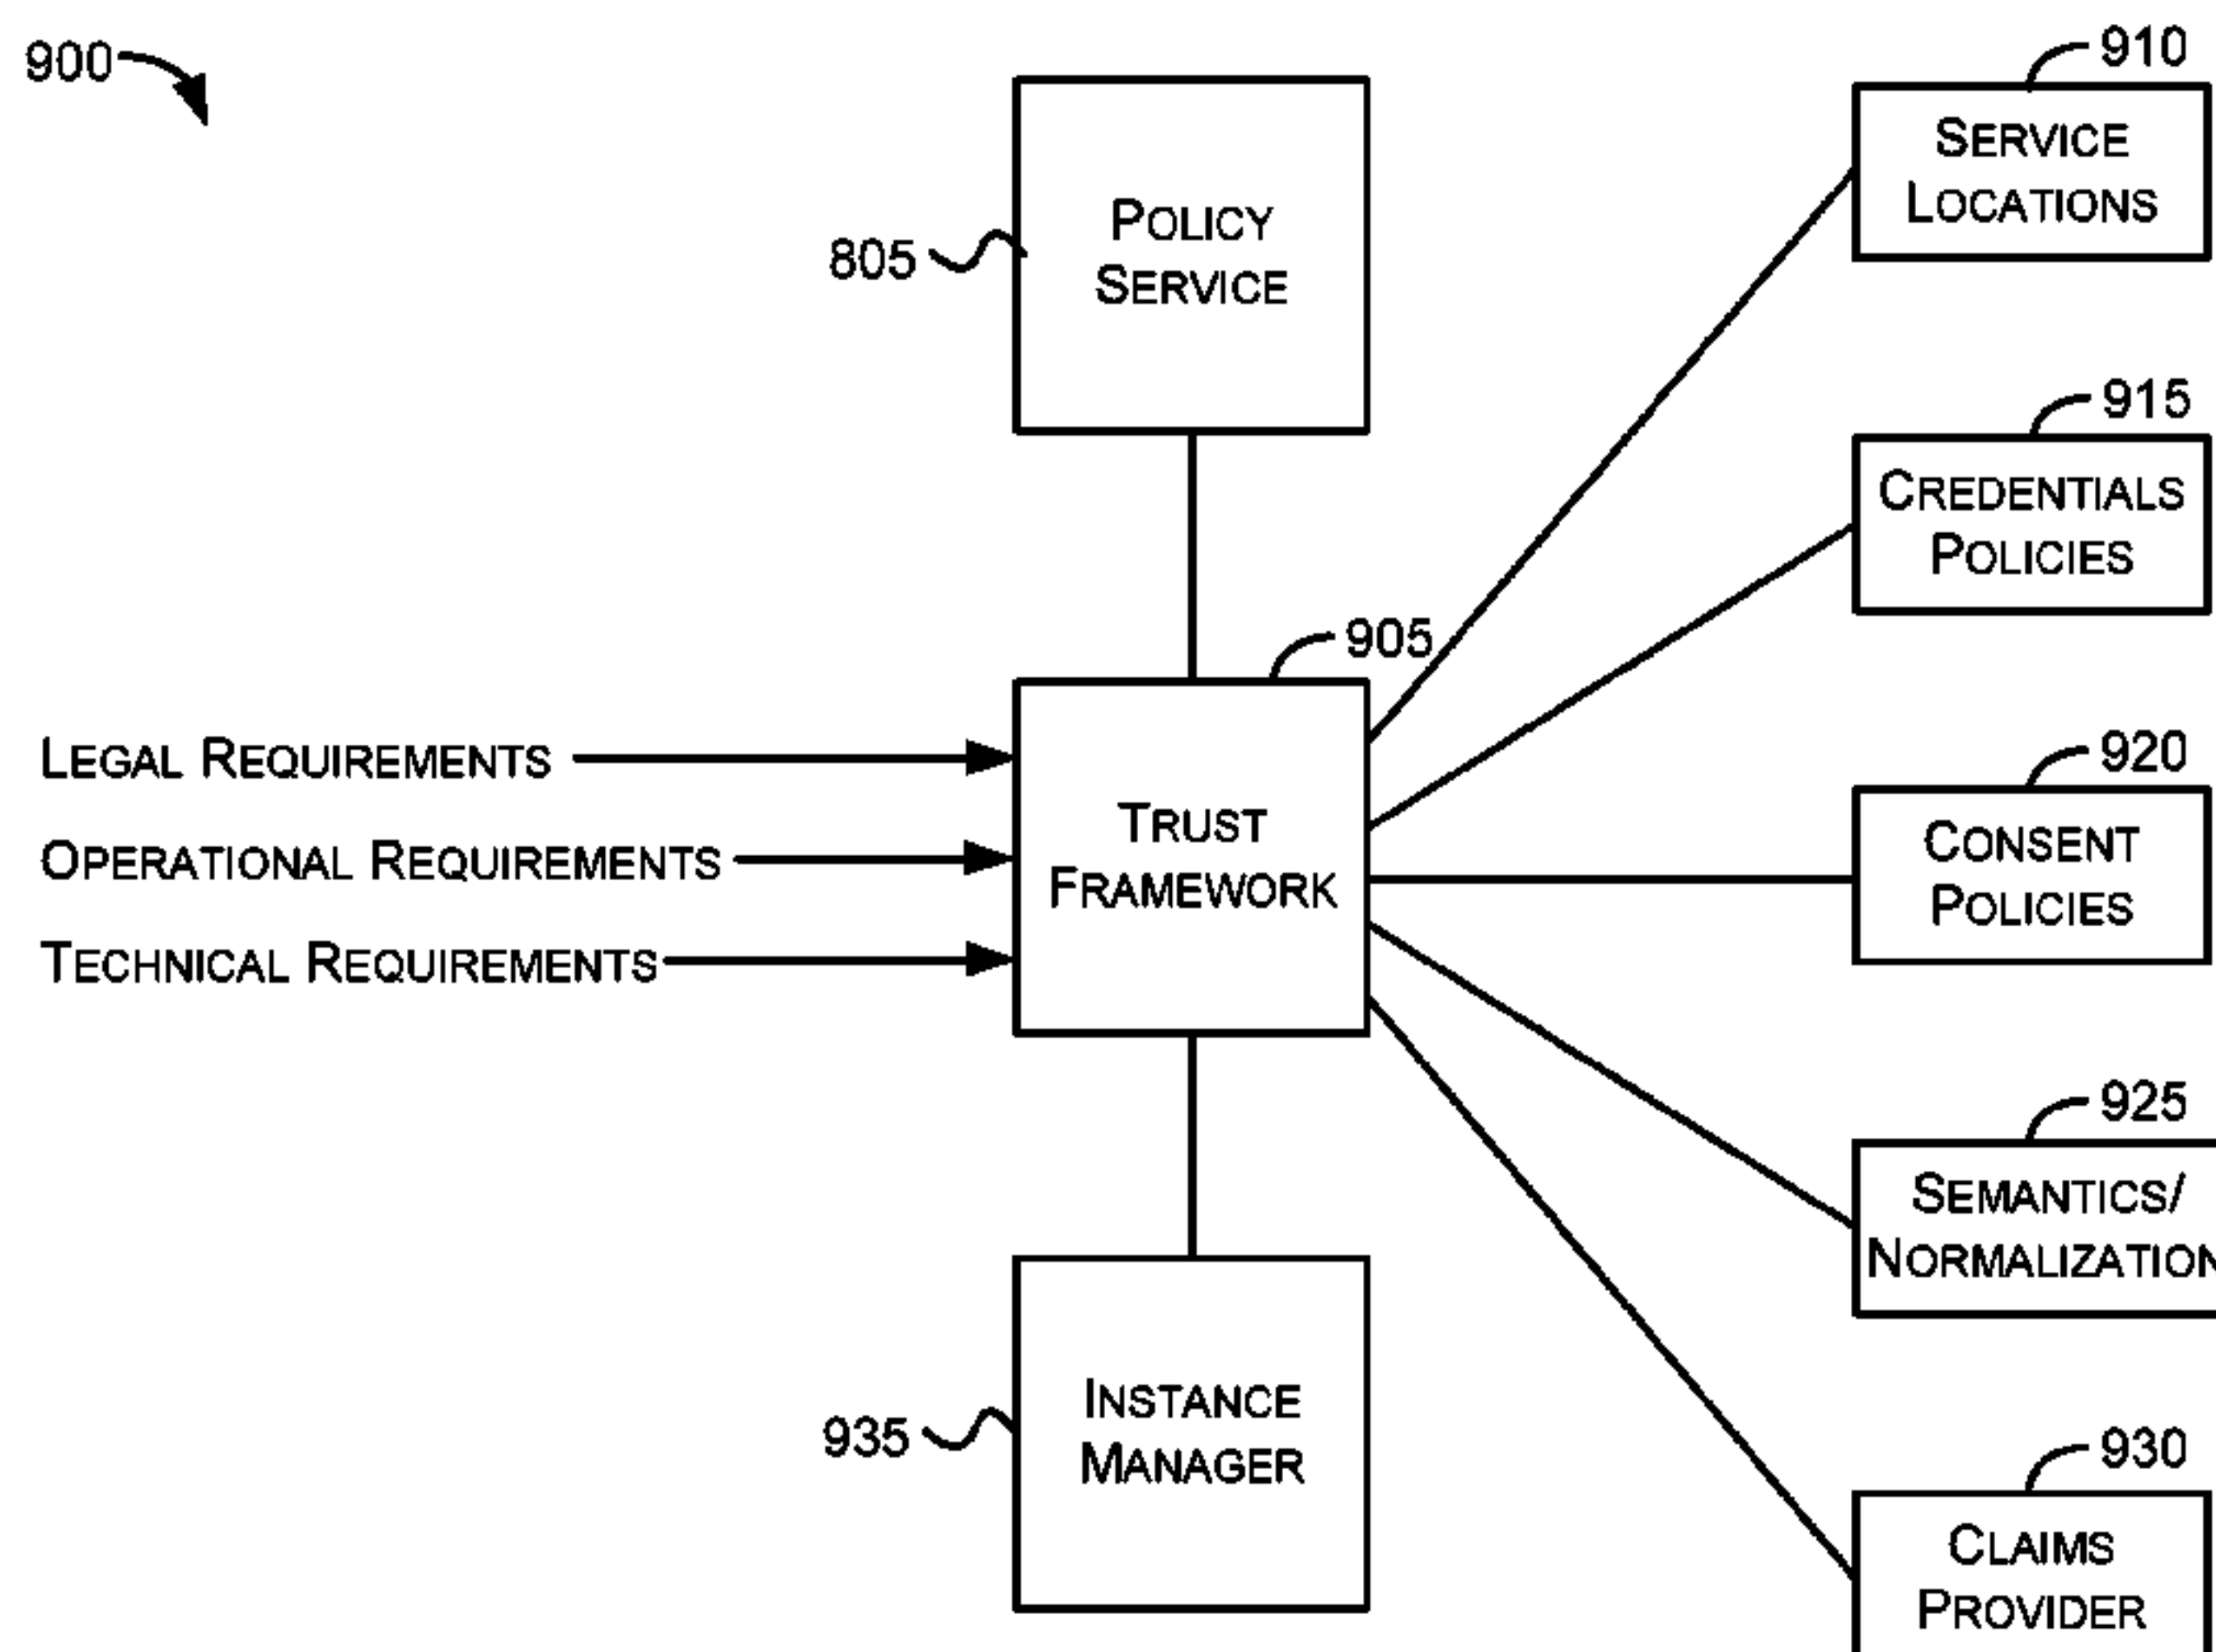 900
POLICY
SERVICE
805
910
SERVICE
LOCATIONS
915
CREDENTIALS
POLICIES
905
LEGAL REQUIREMENTS
OPERATIONAL REQUIREMENTS
TECHNICAL REQUIREMENTS
TRUST
FRAMEWORK
920
CONSENT
POLICIES
925
SEMANTICS/
NORMALIZATION
935
INSTANCE
MANAGER
930
CLAIMS
PROVIDER